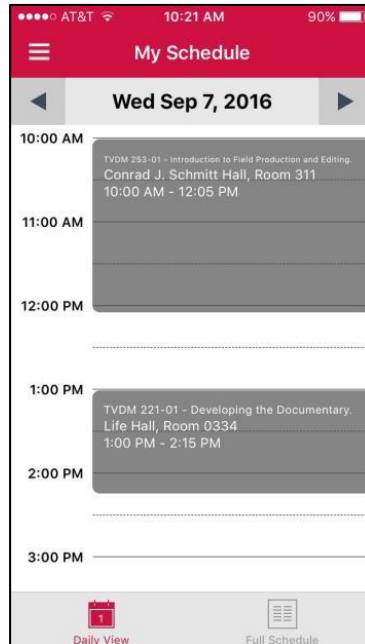 AT&T 10:21 AM 90%
My Schedule
Wed Sep 7, 2016
10:00 AM
TVDM 253-01 - Introduction to Field Production and Editing.
Conrad J. Schmitt Hall, Room 311
10:00 AM - 12:05 PM
11:00 AM
12:00 PM
1:00 PM
TVDM 221-01 - Developing the Documentary.
Life Hall, Room 0334
1:00 PM - 2:15 PM
2:00 PM
3:00 PM
1
Daily View Full Schedule